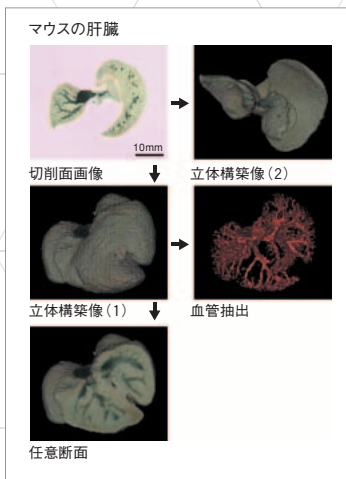 マウスの肝臓
10mm
切削面画像
立体構築像(2)
立体構築像(1)
血管抽出
任意断面